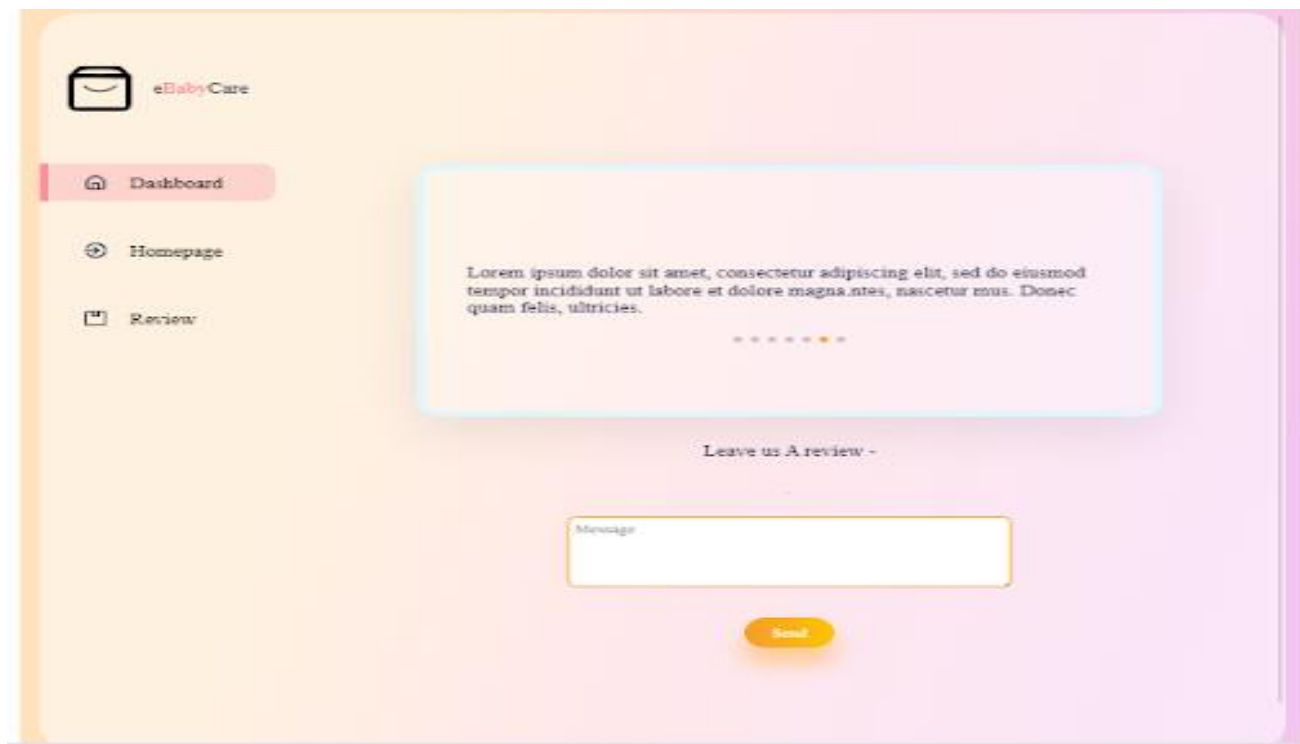 eBabyCare
Dashboard
Homepage
Review
Lorem ipsum dolor sit amet, consectetur adipiscing elit, sed do eiusmod
tempor incididunt ut labore et dolore magna.ntes, nascetur mus. Donec
quam felis, ultricies.
Leave us A review -
Message
Send